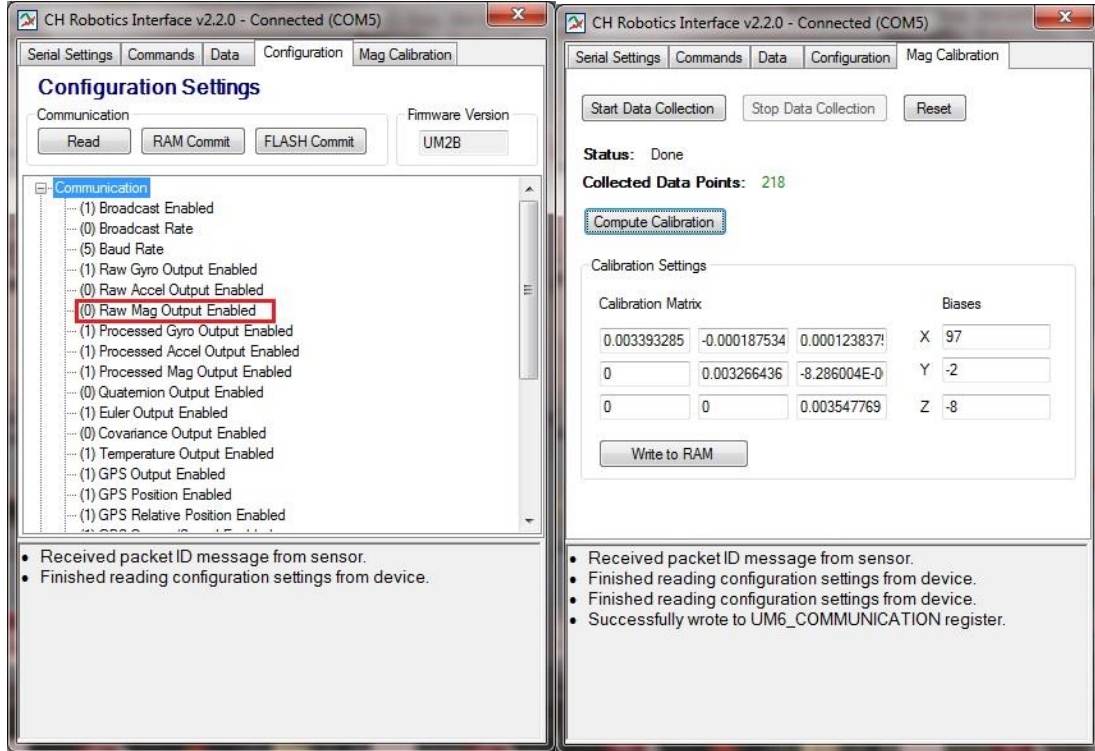 CH Robotics Interface v2.2.0 - Connected (COM5)
Serial Settings Commands Data Configuration Mag Calibration
Configuration Settings
Communication Firmware Version
Read RAM Commit FLASH Commit UM2B
Communication
(1) Broadcast Enabled
(0) Broadcast Rate
(5) Baud Rate
(1) Raw Gyro Output Enabled
(0) Raw Accel Output Enabled
(0) Raw Mag Output Enabled
(1) Processed Gyro Output Enabled
(1) Processed Accel Output Enabled
(1) Processed Mag Output Enabled
(0) Quaternion Output Enabled
(1) Euler Output Enabled
(0) Covariance Output Enabled
(1) Temperature Output Enabled
(1) GPS Output Enabled
(1) GPS Position Enabled
(1) GPS Relative Position Enabled
• Received packet ID message from sensor.
• Finished reading configuration settings from device.
CH Robotics Interface v2.2.0 - Connected (COM5)
Serial Settings Commands Data Configuration Mag Calibration
Start Data Collection Stop Data Collection Reset
Status: Done
Collected Data Points: 218
Compute Calibration
Calibration Settings
Calibration Matrix Biases
0.003393285 -0.000187534 0.000123837 X 97
0 0.003266436 -8.286004E-0 Y -2
0 0 0.003547769 Z -8
Write to RAM
• Received packet ID message from sensor.
• Finished reading configuration settings from device.
• Finished reading configuration settings from device.
• Successfully wrote to UM6_COMMUNICATION register.